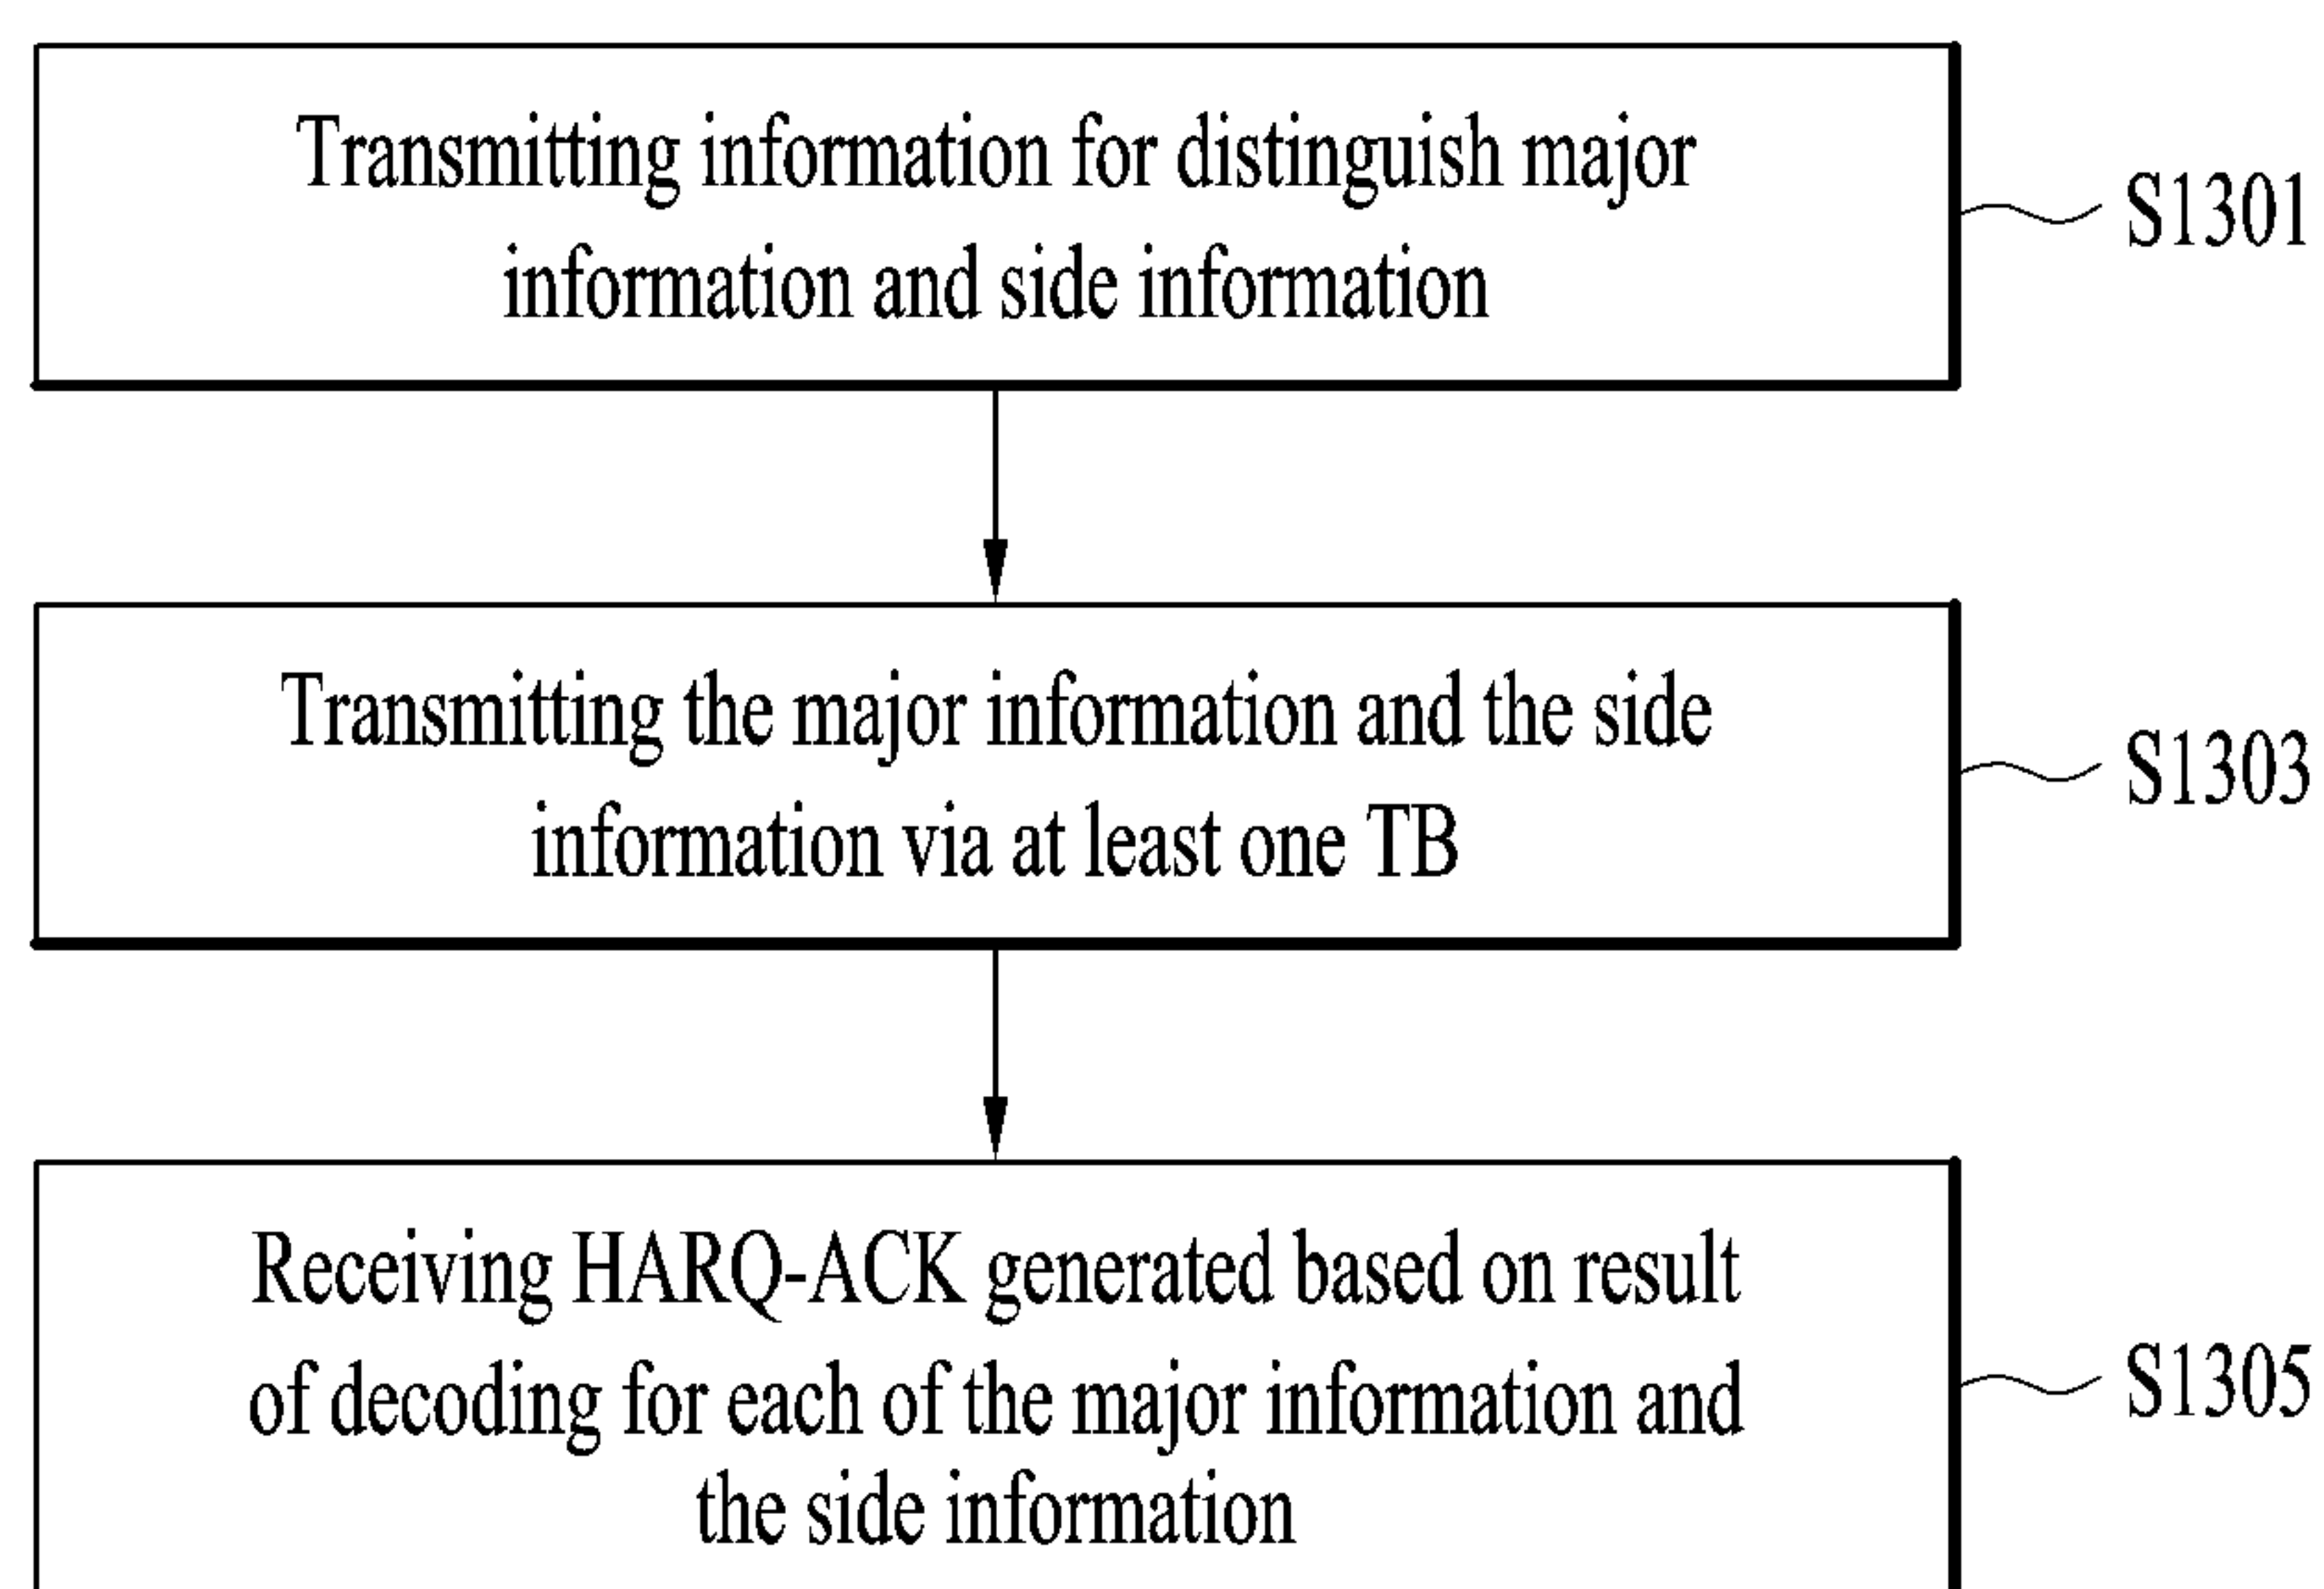 Transmitting information for distinguish major
information and side information
S1301
Transmitting the major information and the side
information via at least one TB
S1303
Receiving HARQ-ACK generated based on result
of decoding for each of the major information and
the side information
S1305